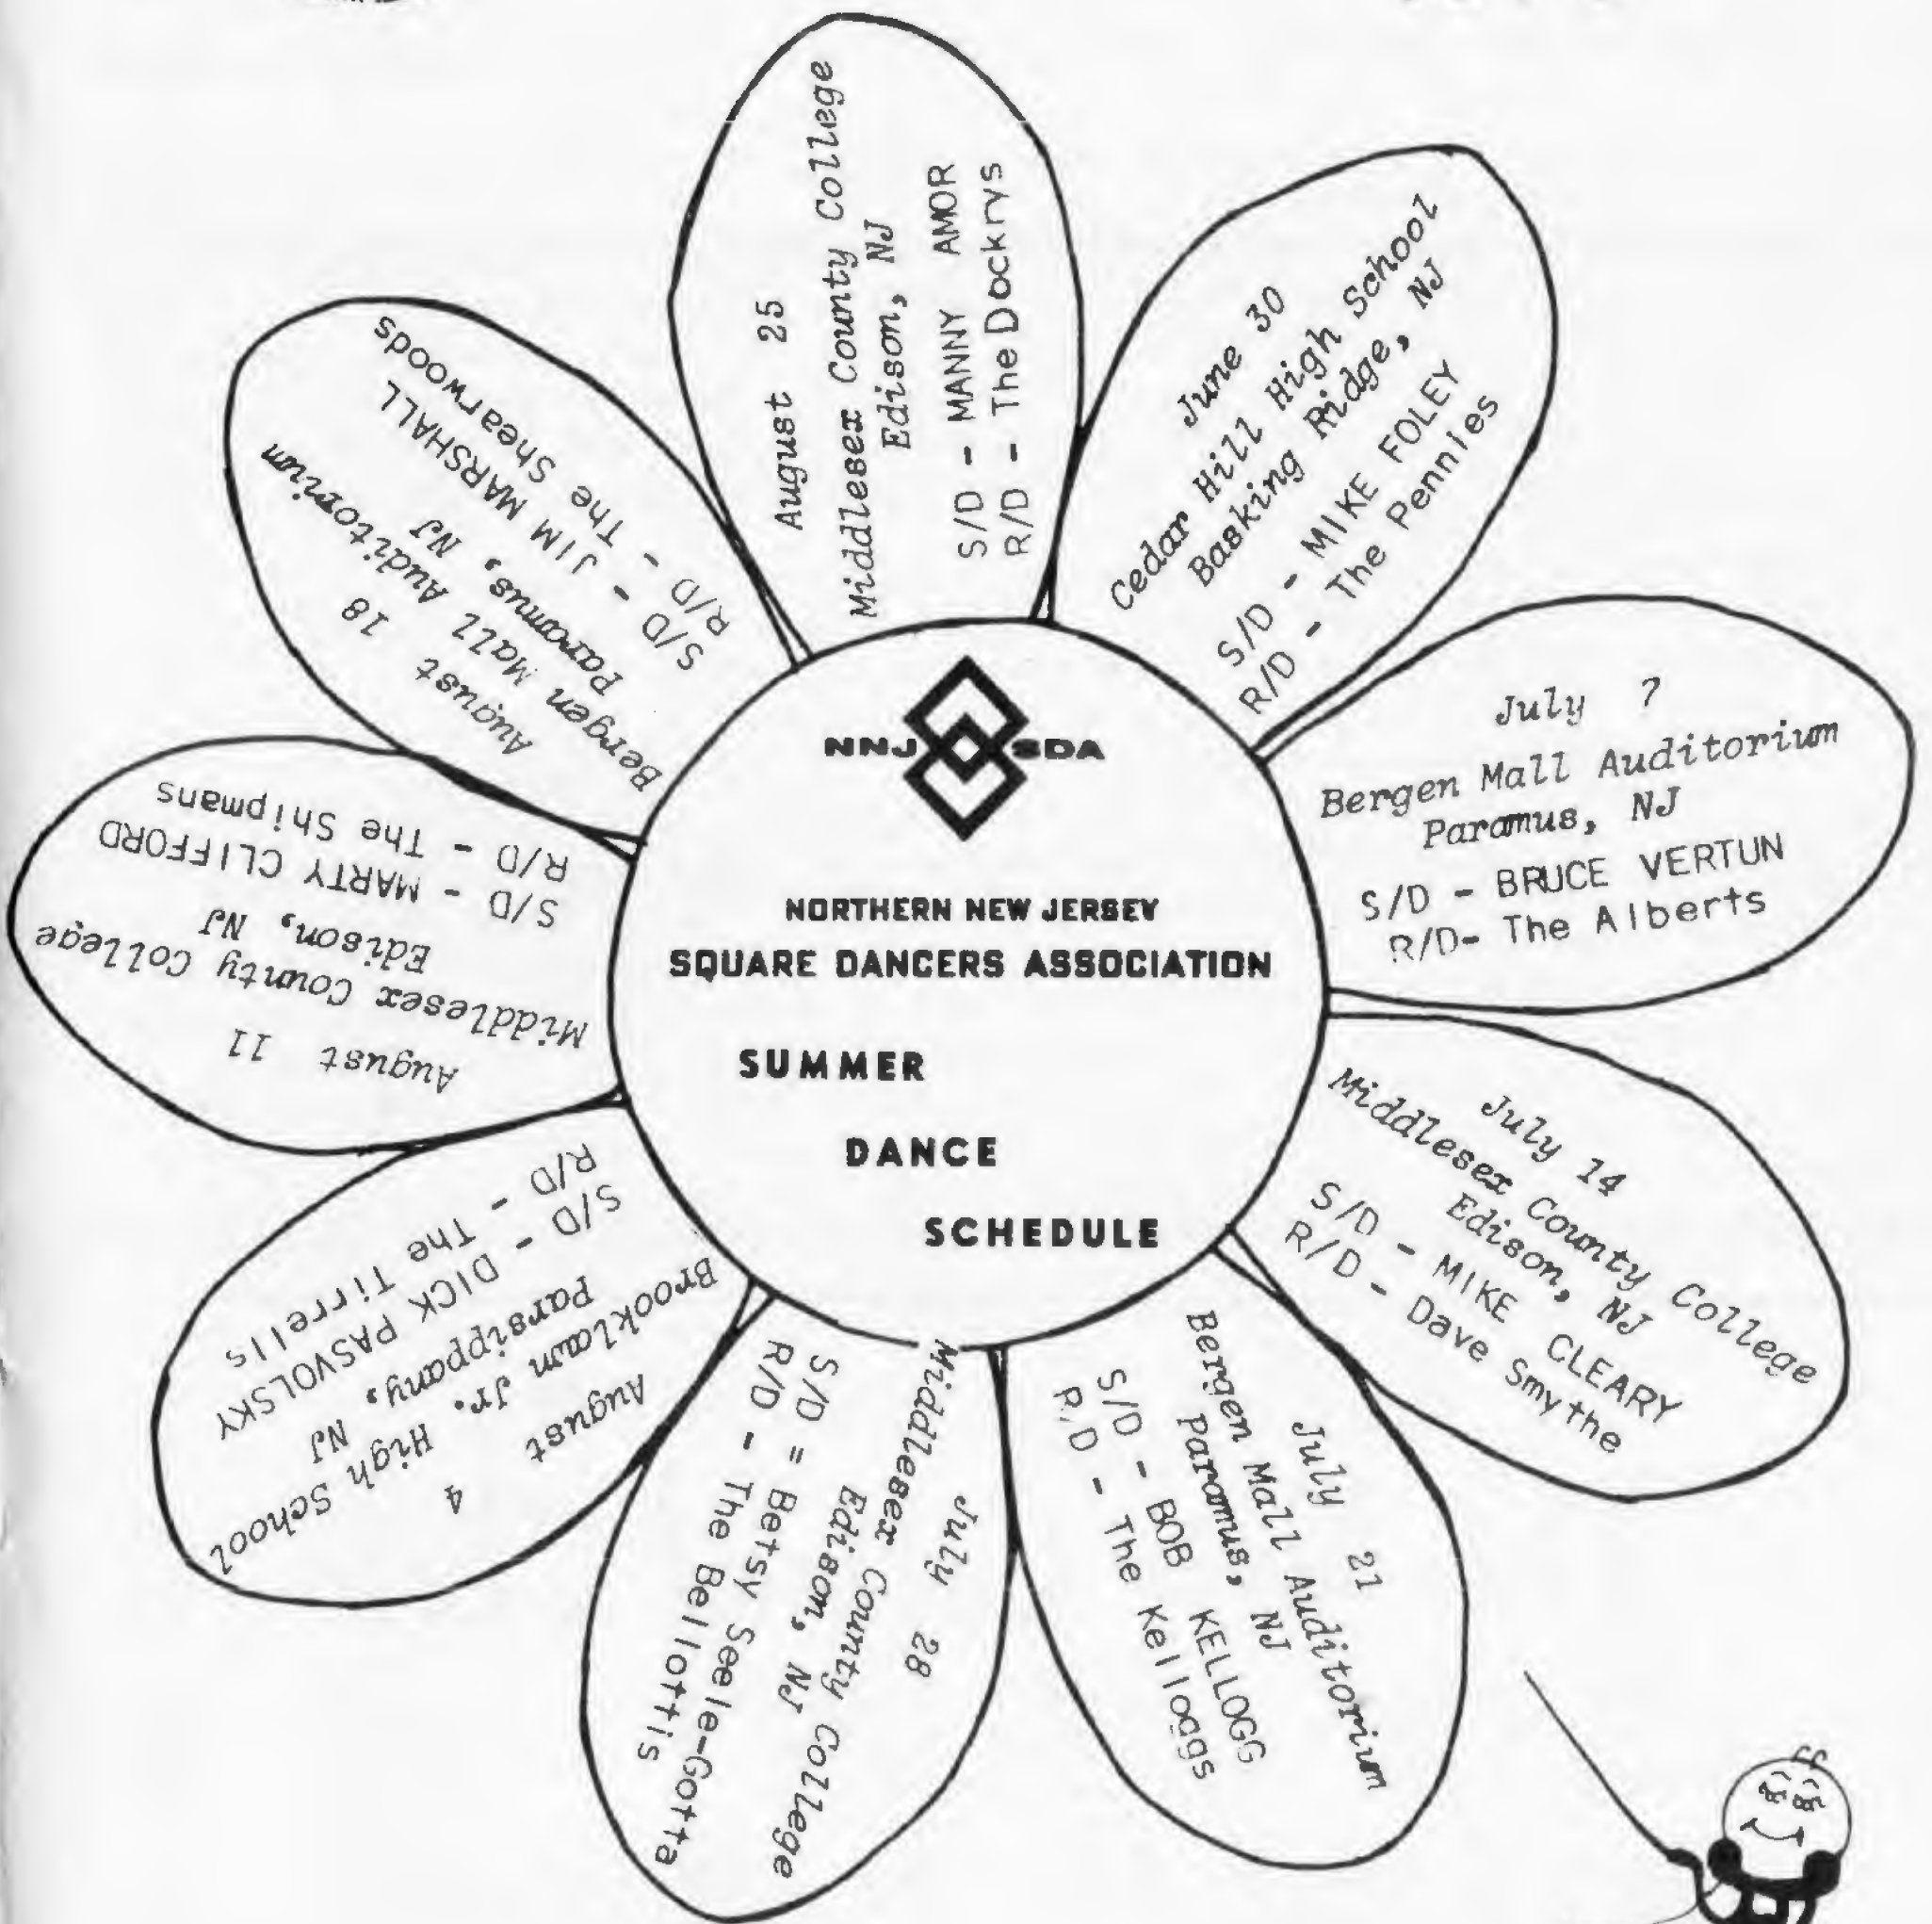 NNJ SDA
NORTHERN NEW JERSEY
SQUARE DANCERS ASSOCIATION
SUMMER
DANCE
SCHEDULE
June 30
Cedar Hill High School
Basking Ridge, NJ
S/D - MIKE FOLEY
R/D - The Pennies
July 7
Bergen Mall Auditorium
Paramus, NJ
S/D - BRUCE VERTUN
R/D- The Alberts
July 14
Middlesex County College
Edison, NJ
S/D - MIKE CLEARY
R/D - Dave Smythe
July 21
Bergen Mall Auditorium
Paramus, NJ
S/D - BOB KELLOGG
R/D - The Kelloggs
July 28
Middlesex County College
Edison, NJ
S/D = Betsy Seele-Gotta
R/D - The Bellottis
August 4
Brooklawn Jr. High School
Parsippany, NJ
S/D - DICK PASVOLSKY
R/D - The Tirrells
August 11
Middlesex County College
Edison, NJ
S/D - MARTY CLIFFORD
R/D - The Shipmans
August 18
Bergen Mall Auditorium
Paramus, NJ
S/D - JIM MARSHALL
R/D - The Shearwoods
August 25
Middlesex County College
Edison, NJ
S/D - MANNY AMOR
R/D - The Dockrys